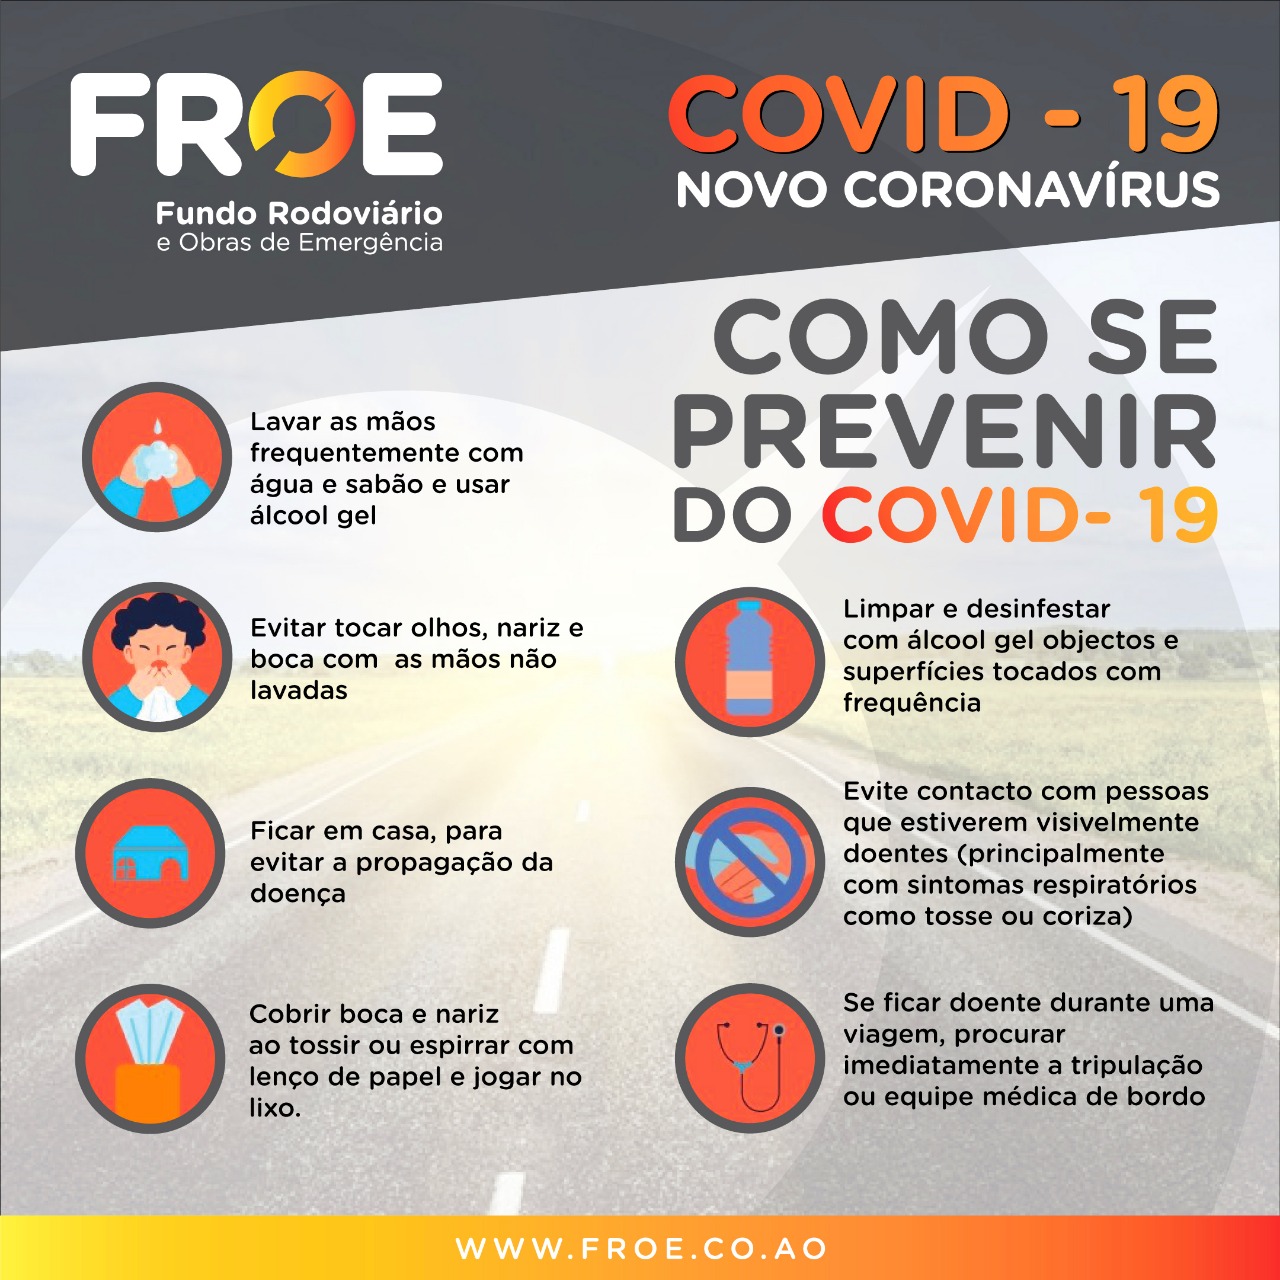 FROE
Fundo Rodoviário
e Obras de Emergência
COVID - 19
NOVO CORONAVÍRUS
COMO SE
PREVENIR
DO COVID- 19
Lavar as mãos
frequentemente com
água e sabão e usar
álcool gel
Evitar tocar olhos, nariz e
boca com  as mãos não
lavadas
Ficar em casa, para
evitar a propagação da
doença
Cobrir boca e nariz
ao tossir ou espirrar com
lenço de papel e jogar no
lixo.
Limpar e desinfestar
com álcool gel objectos e
superfícies tocados com
frequência
Evite contacto com pessoas
que estiverem visivelmente
doentes (principalmente
com sintomas respiratórios
como tosse ou coriza)
Se ficar doente durante uma
viagem, procurar
imediatamente a tripulação
ou equipe médica de bordo
WWW.FROE.CO.AO